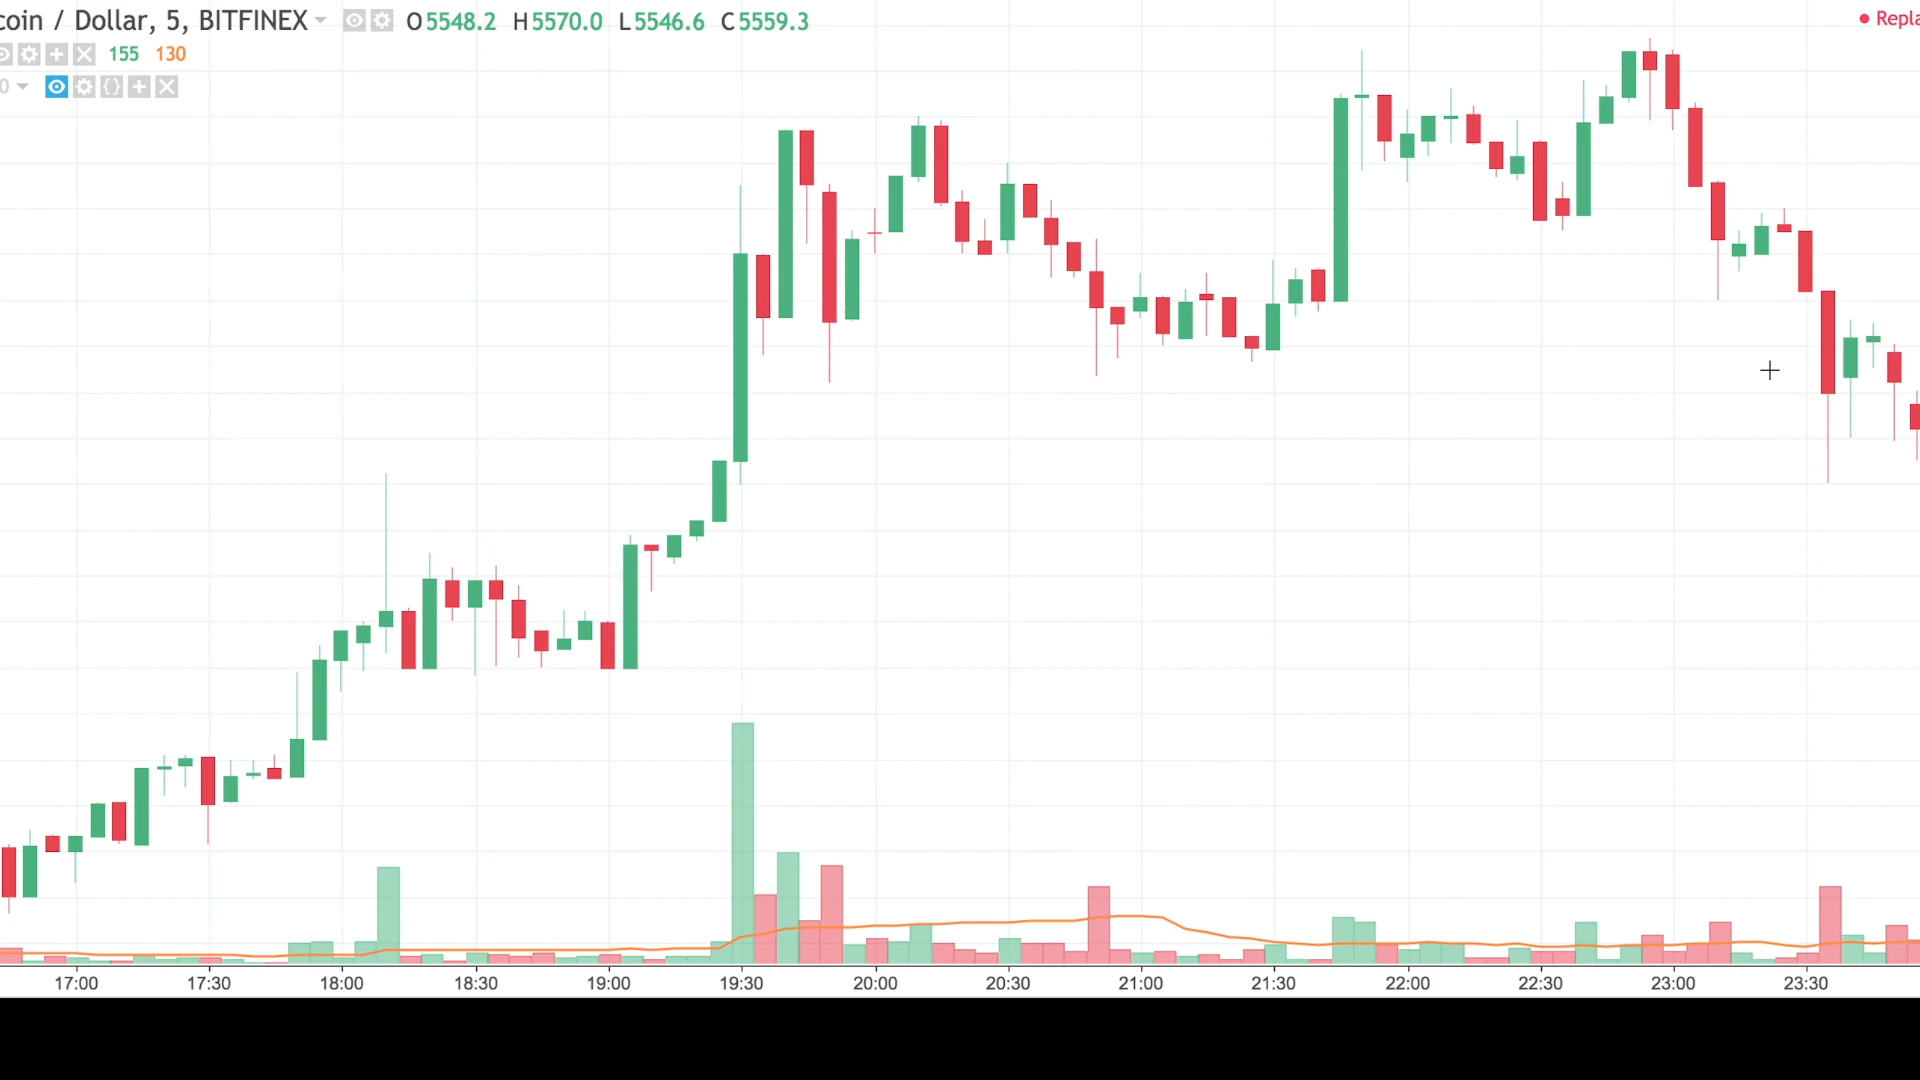 coin / Dollar, 5, BITFINEX O5548.2 H5570.0 L5546.6 C5559.3
Repla
155 130
0
17:00 17:30 18:00 18:30 19:00 19:30 20:00 20:30 21:00 21:30 22:00 22:30 23:00 23:30